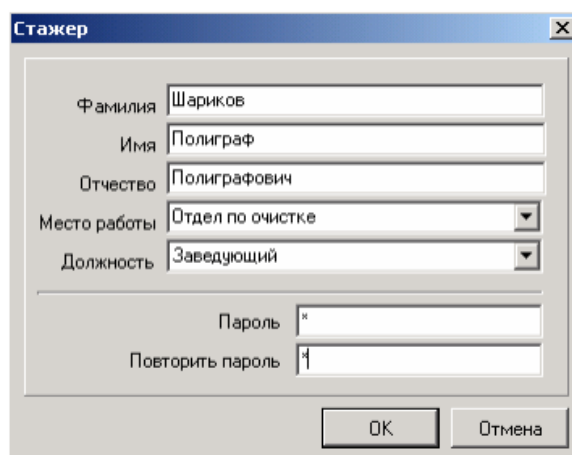 Стажер
Фамилия Шариков
Имя Полиграф
Отчество Полиграфович
Место работы Отдел по очистке
Должность Заведующий
Пароль *
Повторить пароль *
OK Отмена